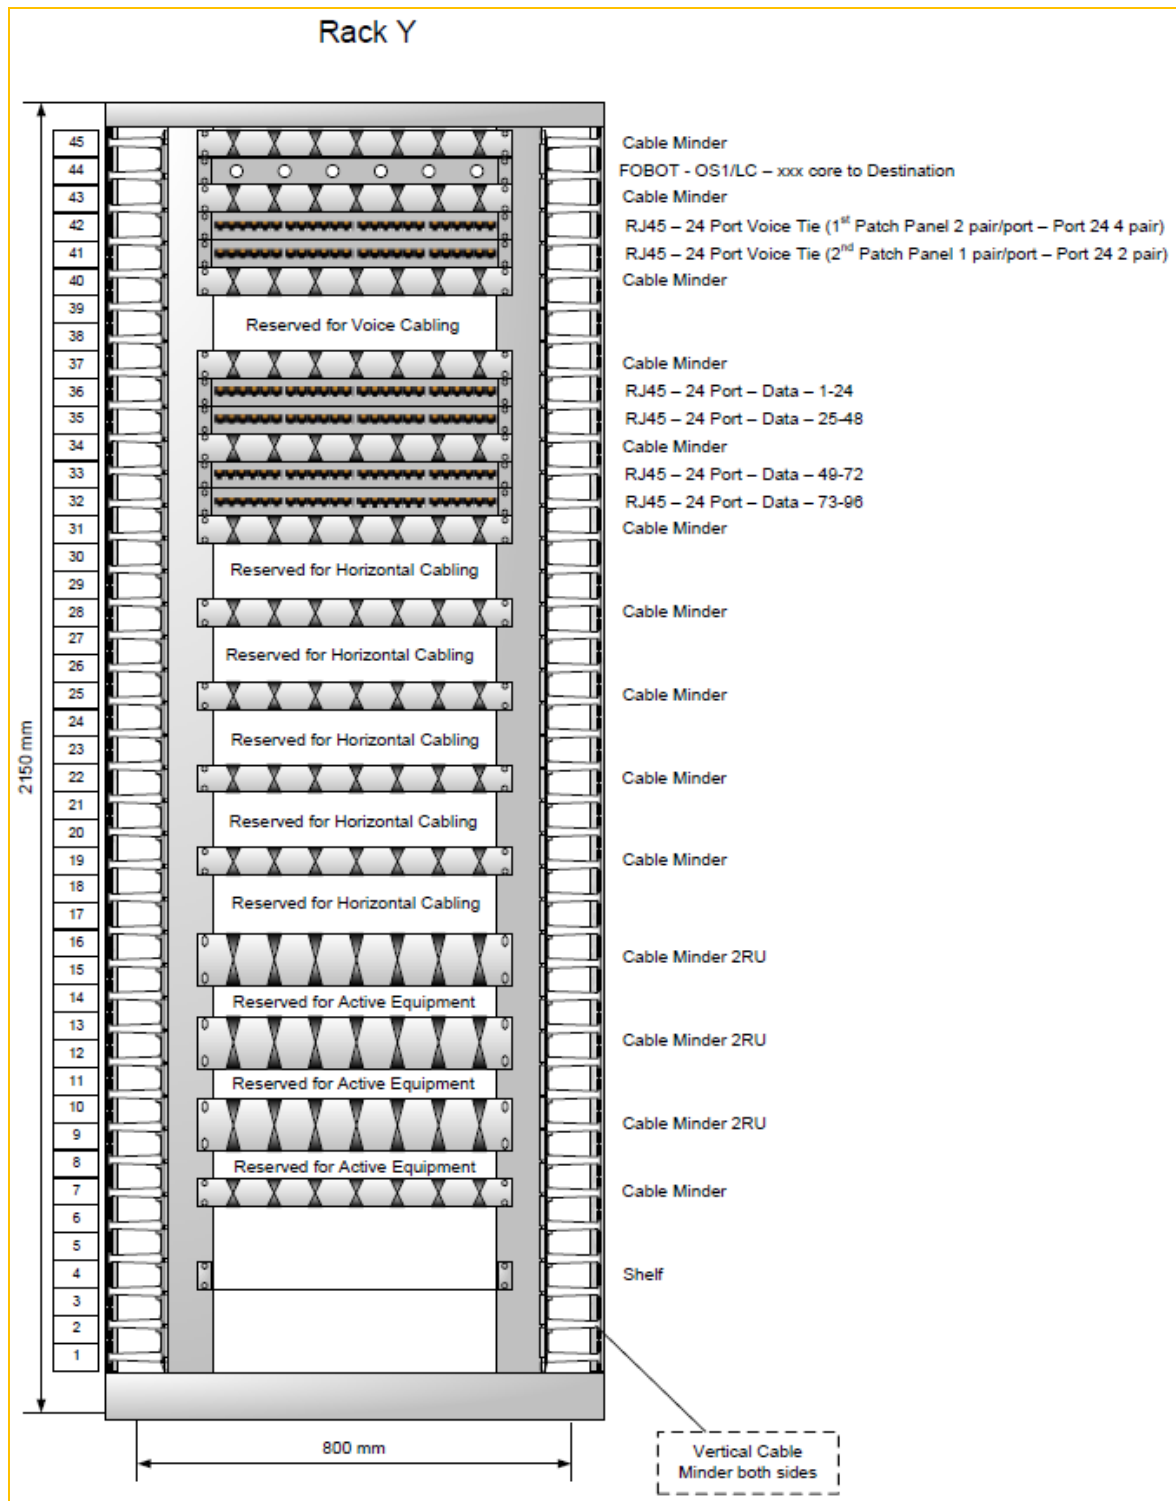 Rack Y
45 Cable Minder
44 FOBOT - OS1/LC – xxx core to Destination
43 Cable Minder
42 RJ45 – 24 Port Voice Tie (1st Patch Panel 2 pair/port – Port 24 4 pair)
41 RJ45 – 24 Port Voice Tie (2nd Patch Panel 1 pair/port – Port 24 2 pair)
40 Cable Minder
39
Reserved for Voice Cabling
38
37 Cable Minder
36 RJ45 – 24 Port – Data – 1-24
35 RJ45 – 24 Port – Data – 25-48
34 Cable Minder
33 RJ45 – 24 Port – Data – 49-72
32 RJ45 – 24 Port – Data – 73-96
31 Cable Minder
30
Reserved for Horizontal Cabling
29
28 Cable Minder
27
Reserved for Horizontal Cabling
26
25 Cable Minder
24
Reserved for Horizontal Cabling
23
22 Cable Minder
21
Reserved for Horizontal Cabling
20
19 Cable Minder
18
Reserved for Horizontal Cabling
17
16
Cable Minder 2RU
15
14 Reserved for Active Equipment
13
Cable Minder 2RU
12
11 Reserved for Active Equipment
10
Cable Minder 2RU
9
8 Reserved for Active Equipment
7 Cable Minder
6
5
4 Shelf
3
2
1
2150 mm
800 mm
Vertical Cable
Minder both sides